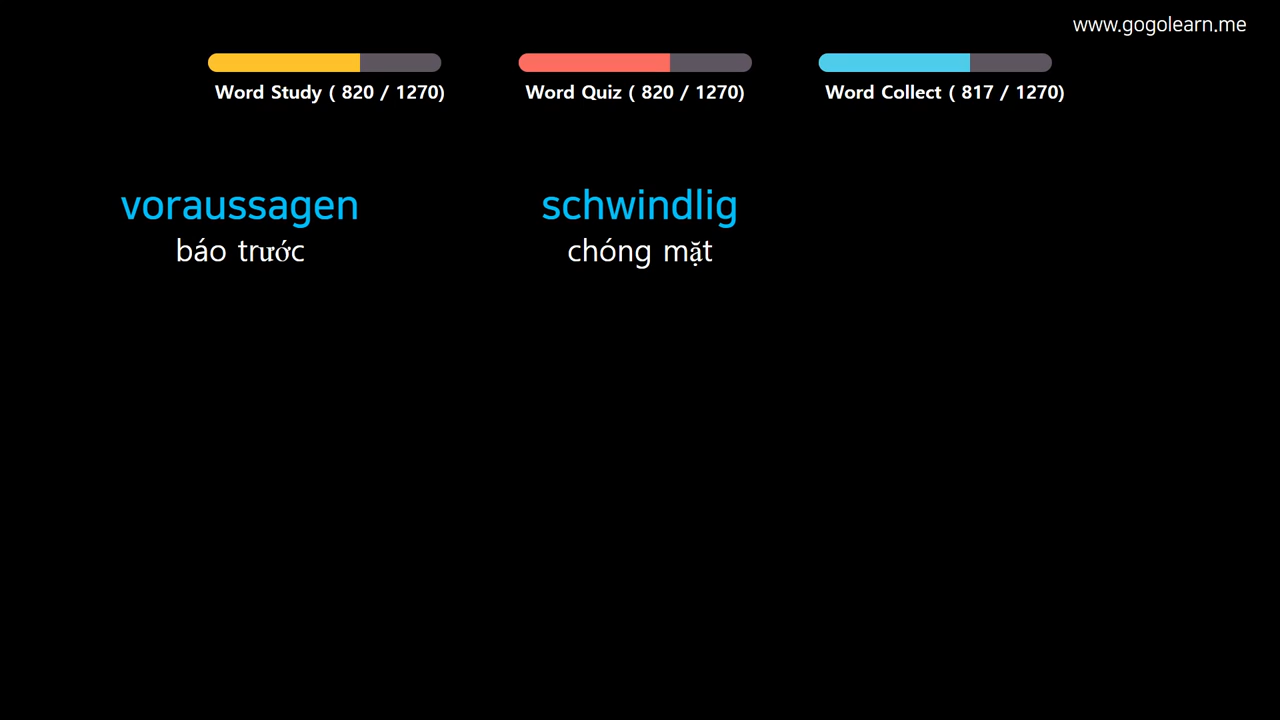 www.gogolearn.me
Word Study ( 820 / 1270)
Word Quiz ( 820 / 1270)
Word Collect ( 817 / 1270)
voraussagen
báo trước
schwindlig
chóng mặt